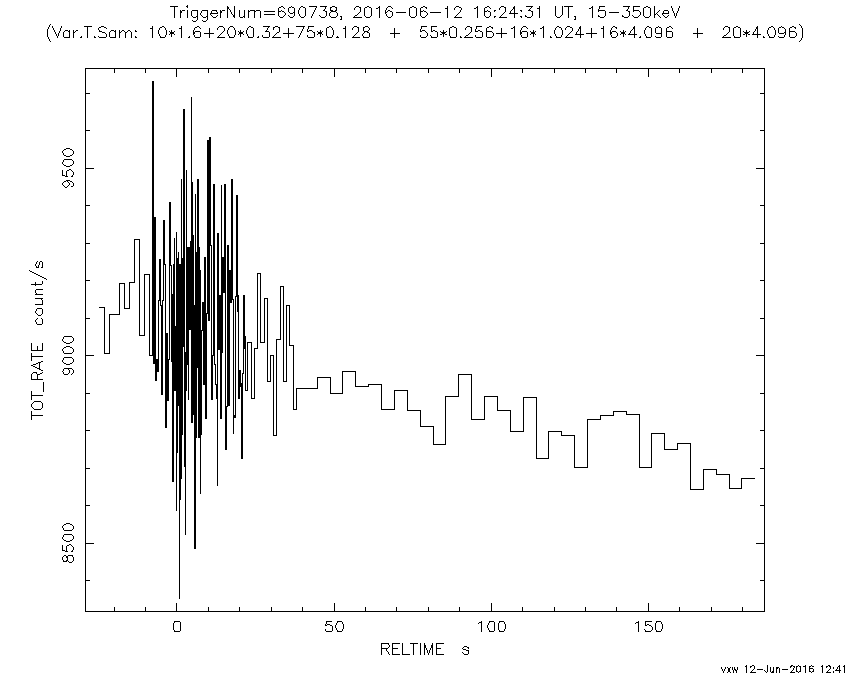 TriggerNum=690738, 2016-06-12 16:24:31 UT, 15-350keV
(Var.T.Sam: 10*1.6+20*0.32+75*0.128 + 55*0.256+16*1.024+16*4.096 + 20*4.096)
9500
9000
8500
TOT_RATE count/s
0 50 100 150
RELTIME s
vxw 12-Jun-2016 12:41